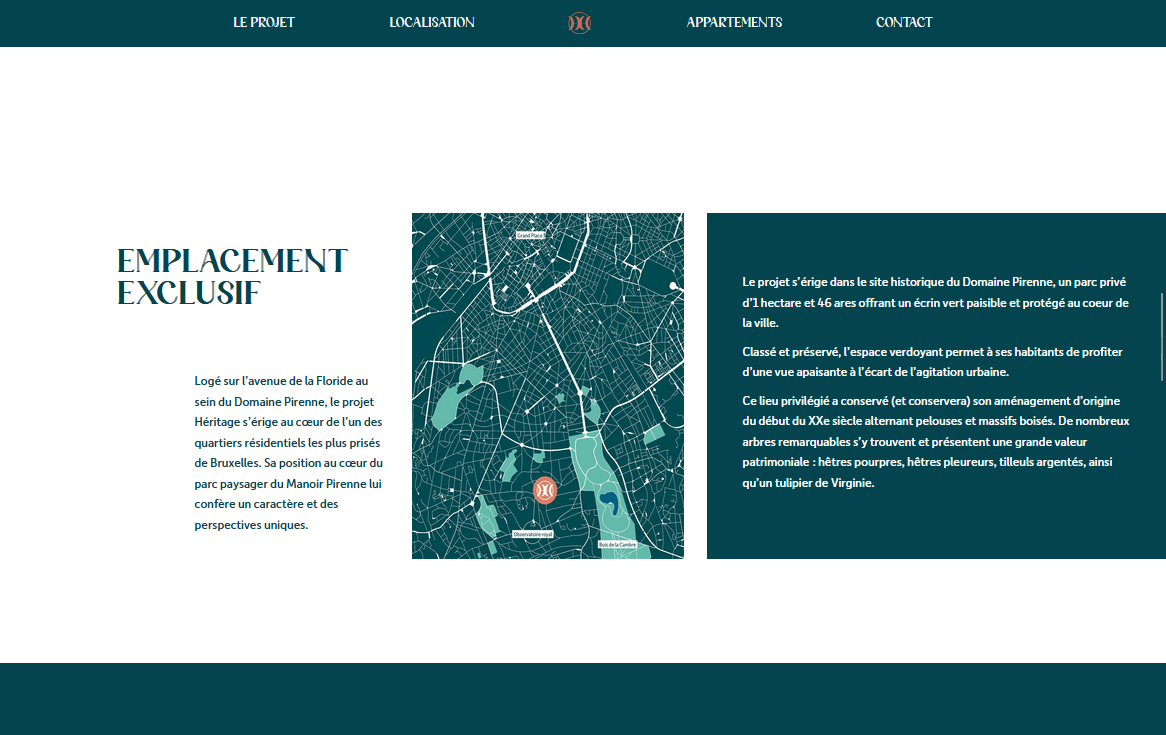 LE PROJET
LOCALISATION
APPARTEMENTS
CONTACT
EMPLACEMENT
EXCLUSIF
Logé sur l'avenue de la Floride au
sein du Domaine Pirenne, le projet
Héritage s'érige au cœur de l'un des
quartiers résidentiels les plus prisés
de Bruxelles. Sa position au cœur du
parc paysager du Manoir Pirenne lui
confère un caractère et des
perspectives uniques.
Grand Place
Observatoire royal
Bois de la Cambre
Le projet s'érige dans le site historique du Domaine Pirenne, un parc privé
d'1 hectare et 46 ares offrant un écrin vert paisible et protégé au coeur de
la ville.
Classé et préservé, l'espace verdoyant permet à ses habitants de profiter
d'une vue apaisante à l'écart de l'agitation urbaine.
Ce lieu privilégié a conservé (et conservera) son aménagement d'origine
du début du XXe siècle alternant pelouses et massifs boisés. De nombreux
arbres remarquables s'y trouvent et présentent une grande valeur
patrimoniale : hêtres pourpres, hêtres pleureurs, tilleuls argentés, ainsi
qu'un tulipier de Virginie.